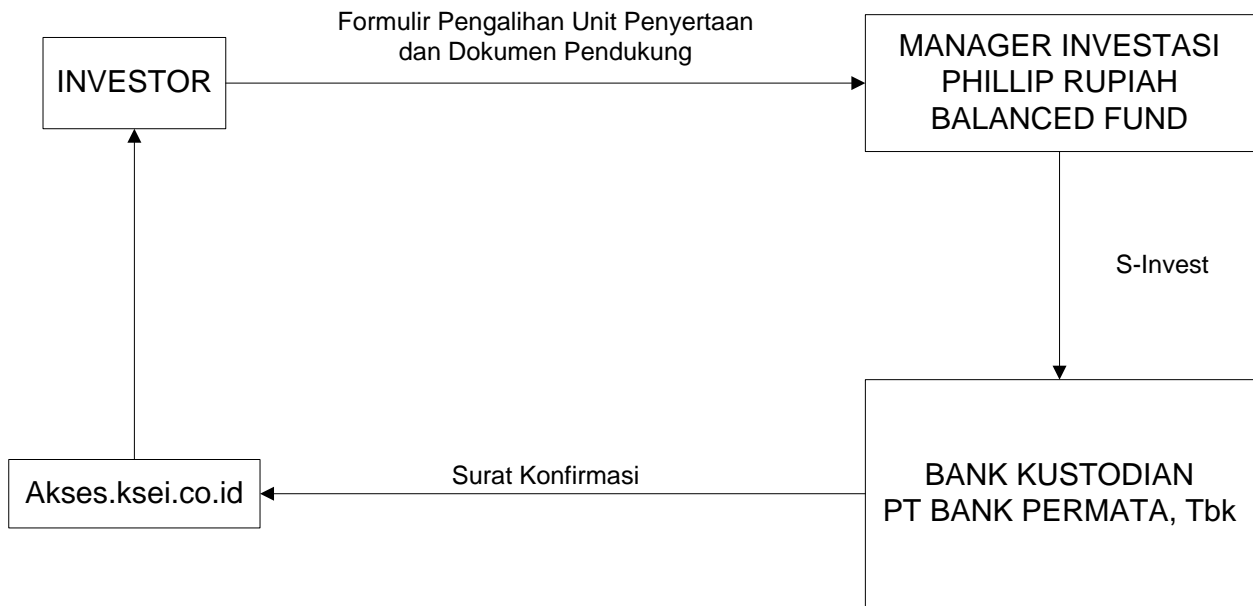 Formulir Pengalihan Unit Penyertaan
dan Dokumen Pendukung
INVESTOR
MANAGER INVESTASI
PHILLIP RUPIAH
BALANCED FUND
S-Invest
Akses.ksei.co.id
Surat Konfirmasi
BANK KUSTODIAN
PT BANK PERMATA, Tbk